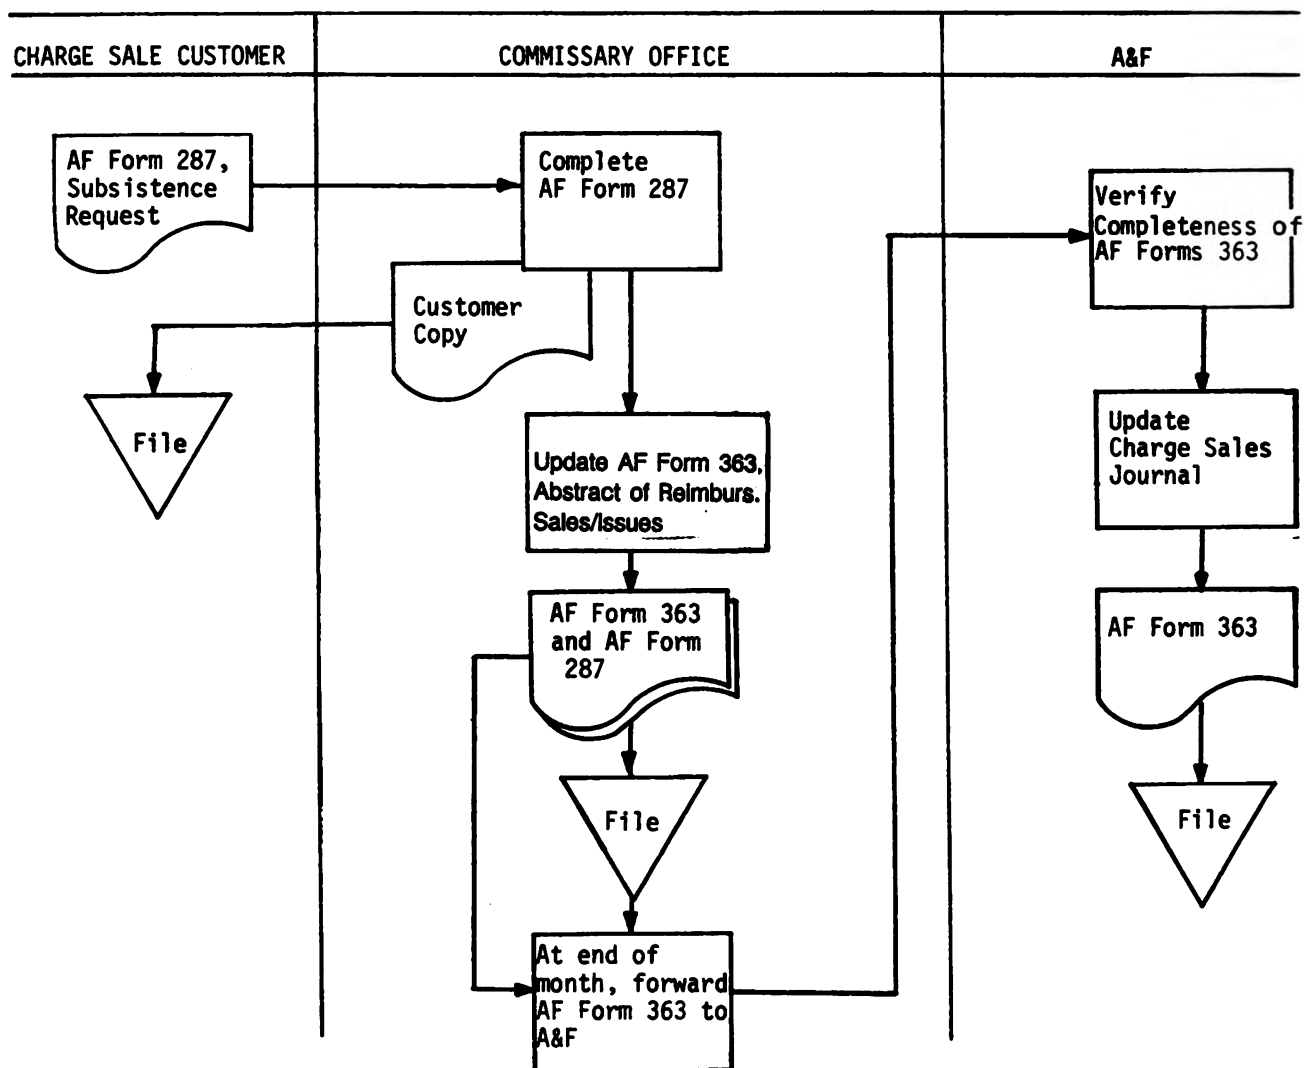 CHARGE SALE CUSTOMER
COMMISSARY OFFICE
A&F
AF Form 287,
Subsistence
Request
Complete
AF Form 287
Customer
Copy
File
Update AF Form 363,
Abstract of Reimburs.
Sales/Issues
AF Form 363
and AF Form
287
File
At end of
month, forward
AF Form 363 to
A&F
Verify
Completeness of
AF Forms 363
Update
Charge Sales
Journal
AF Form 363
File